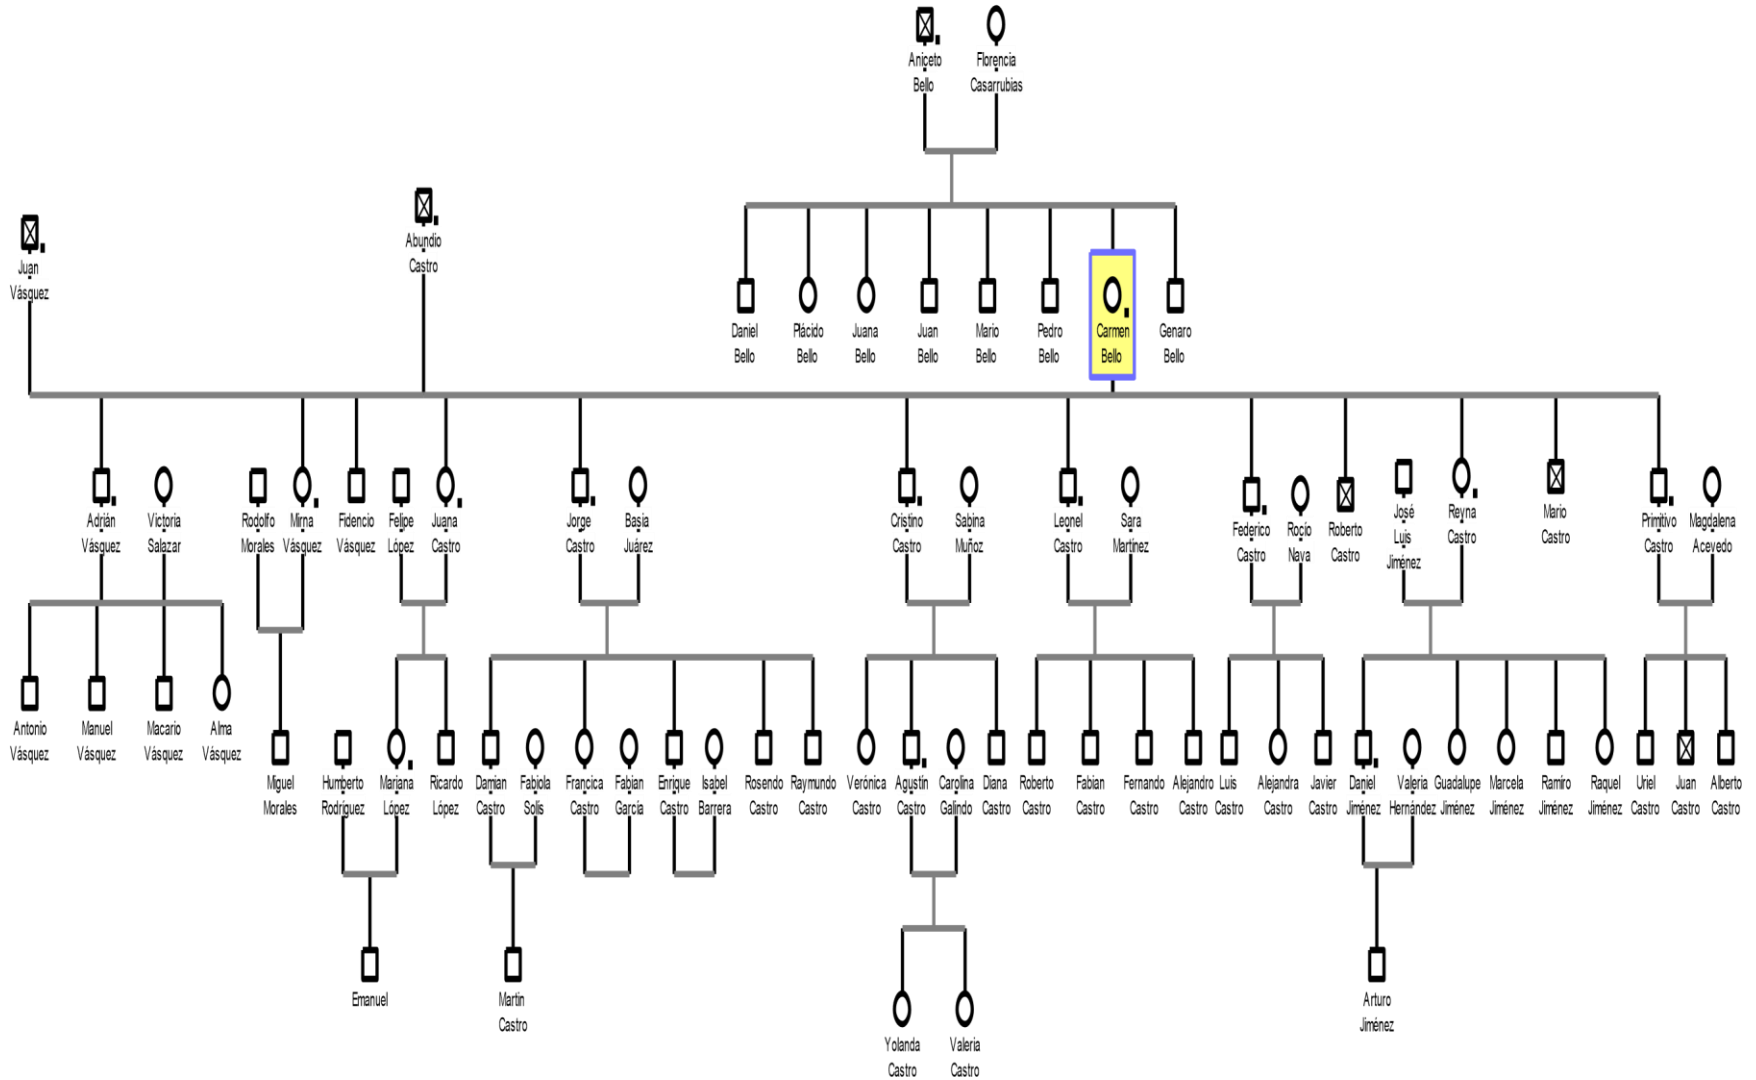 Aniceto
Bello
Florencia
Casarrubias
Juan
Vásquez
Abundio
Castro
Daniel
Bello
Plácido
Bello
Juana
Bello
Juan
Bello
Mario
Bello
Pedro
Bello
Carmen
Bello
Genaro
Bello
Adrián
Vásquez
Victoria
Salazar
Rodolfo
Morales
Mirna
Vásquez
Fidencio
Vásquez
Felipe
López
Juana
Castro
Jorge
Castro
Basia
Juárez
Cristino
Castro
Sabina
Muñoz
Leonel
Castro
Sara
Martínez
Federico
Castro
Rocío
Nava
Roberto
Castro
José
Luis
Jiménez
Reyna
Castro
Mario
Castro
Primitivo
Castro
Magdalena
Acevedo
Antonio
Vásquez
Manuel
Vásquez
Macario
Vásquez
Alma
Vásquez
Miguel
Morales
Humberto
Rodríguez
Mariana
López
Ricardo
López
Damian
Castro
Fabiola
Solís
Francica
Castro
Fabian
García
Enrique
Castro
Isabel
Barrera
Rosendo
Castro
Raymundo
Castro
Verónica
Castro
Agustín
Castro
Carolina
Galindo
Diana
Castro
Roberto
Castro
Fabian
Castro
Fernando
Castro
Alejandro
Castro
Luis
Castro
Alejandra
Castro
Javier
Castro
Daniel
Jiménez
Valeria
Hernández
Guadalupe
Jiménez
Marcela
Jiménez
Ramiro
Jiménez
Raquel
Jiménez
Uriel
Castro
Juan
Castro
Alberto
Castro
Emanuel
Martin
Castro
Yolanda
Castro
Valeria
Castro
Arturo
Jiménez